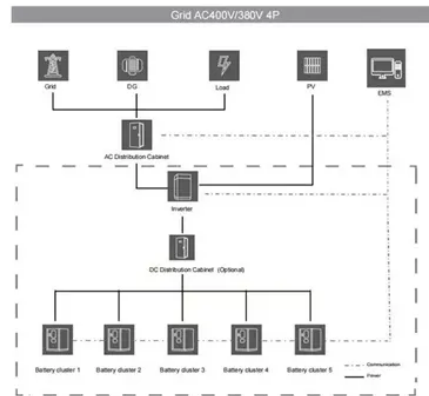 Grid AC400V/380V 4P
Grid
DG
Load
PV
EMS
AC Distribution Cabinet
Inverter
DC Distribution Cabinet (Optional)
Battery cluster 1
Battery cluster 2
Battery cluster 3
Battery cluster 4
Battery cluster 5
Communication
Power